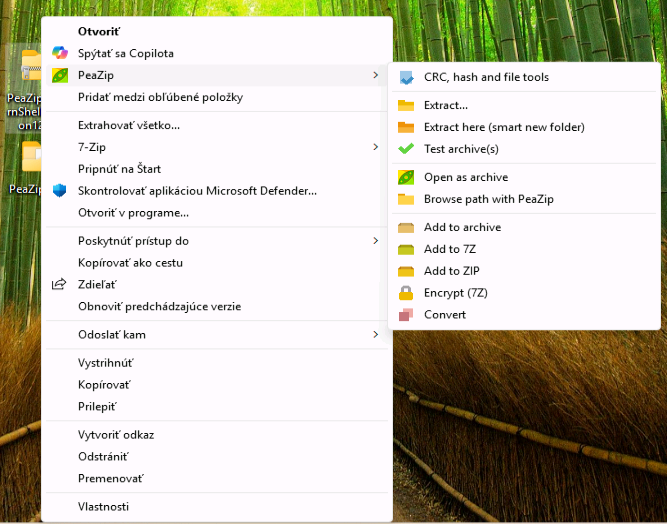 Otvoriť
Spýtať sa Copilota
PeaZip
Pridať medzi obľúbené položky
Extrahovať všetko...
7-Zip
Pripnúť na Štart
Skontrolovať aplikáciou Microsoft Defender...
Otvoriť v programe...
Poskytnúť prístup do
Kopírovať ako cestu
Zdieľať
Obnoviť predchádzajúce verzie
Odoslať kam
Vystrihnúť
Kopírovať
Prilepiť
Vytvoriť odkaz
Odstrániť
Premenovať
Vlastnosti
CRC, hash and file tools
Extract...
Extract here (smart new folder)
Test archive(s)
Open as archive
Browse path with PeaZip
Add to archive
Add to 7Z
Add to ZIP
Encrypt (7Z)
Convert
PeaZip
rnShel
on12
PeaZip